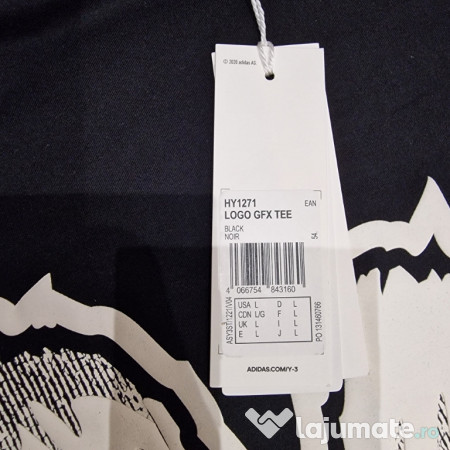 © 2020 adidas AG
HY1271 EAN
LOGO GFX TEE
BLACK
NOIR
4 066754 843160
USA L D L
CDN L/G F L
UK L I L
E L J L
PO 131460766
ADIDAS.COM/Y-3
lajumate.ro